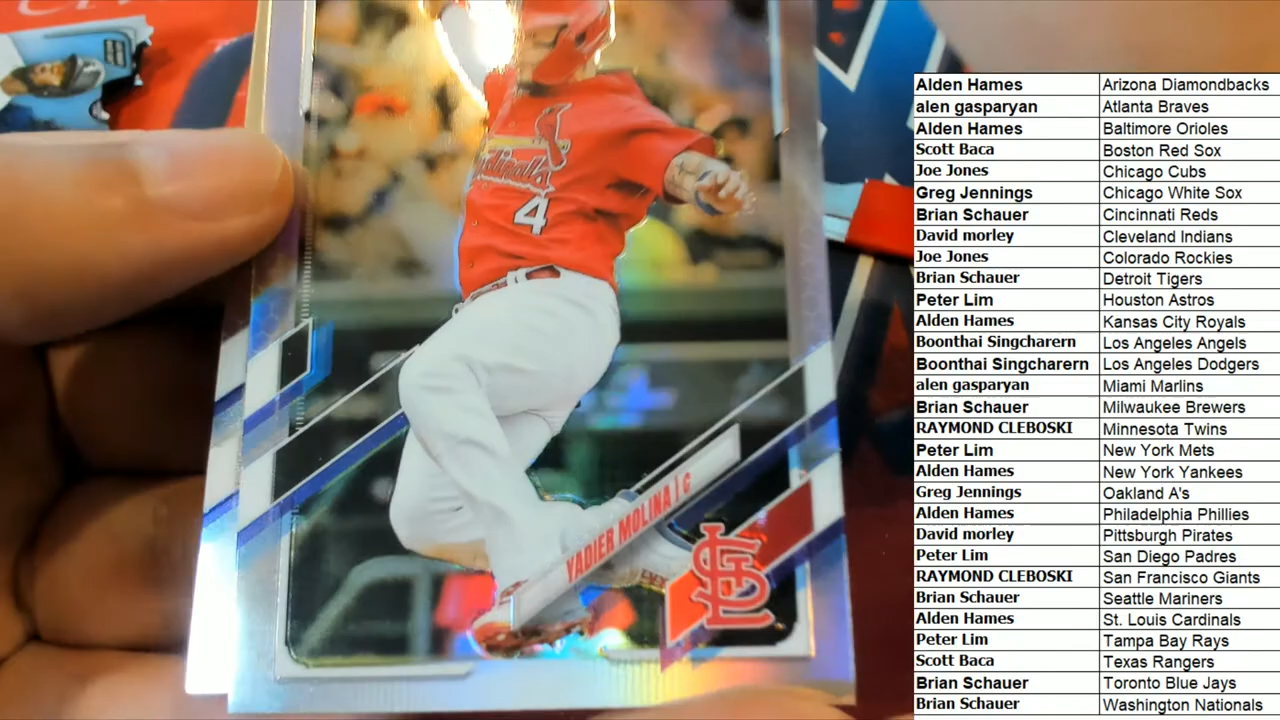 Cardinals
4
YADIER MOLINA | C
STL
Alden Hames Arizona Diamondbacks
alen gasparyan Atlanta Braves
Alden Hames Baltimore Orioles
Scott Baca Boston Red Sox
Joe Jones Chicago Cubs
Greg Jennings Chicago White Sox
Brian Schauer Cincinnati Reds
David morley Cleveland Indians
Joe Jones Colorado Rockies
Brian Schauer Detroit Tigers
Peter Lim Houston Astros
Alden Hames Kansas City Royals
Boonthai Singcharern Los Angeles Angels
Boonthai Singcharern Los Angeles Dodgers
alen gasparyan Miami Marlins
Brian Schauer Milwaukee Brewers
RAYMOND CLEBOSKI Minnesota Twins
Peter Lim New York Mets
Alden Hames New York Yankees
Greg Jennings Oakland A's
Alden Hames Philadelphia Phillies
David morley Pittsburgh Pirates
Peter Lim San Diego Padres
RAYMOND CLEBOSKI San Francisco Giants
Brian Schauer Seattle Mariners
Alden Hames St. Louis Cardinals
Peter Lim Tampa Bay Rays
Scott Baca Texas Rangers
Brian Schauer Toronto Blue Jays
Brian Schauer Washington Nationals